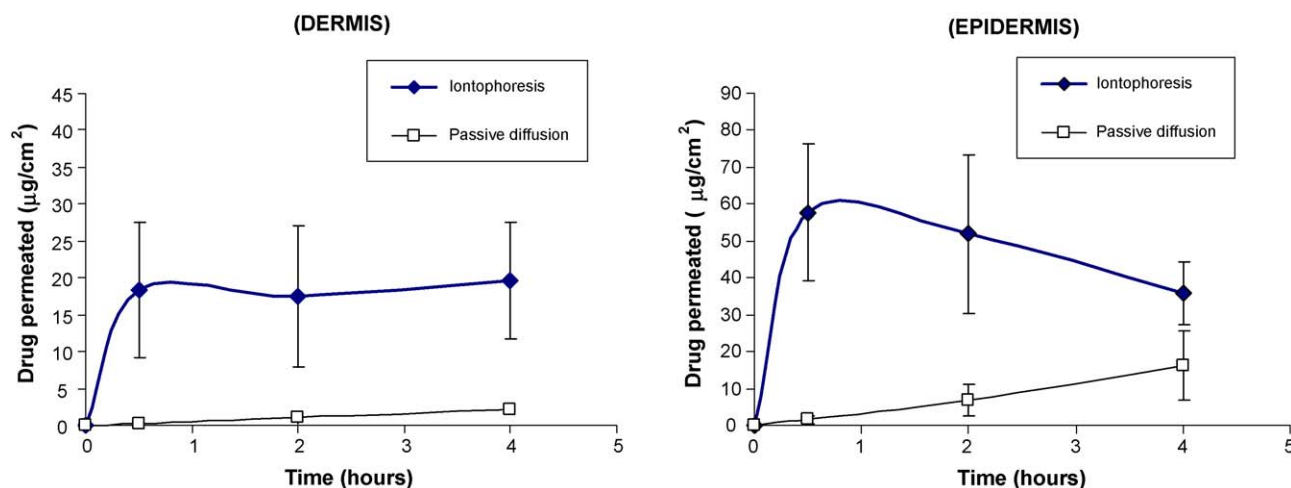 (DERMIS)
Iontophoresis
Passive diffusion
45
40
35
30
25
20
15
10
5
0
Drug permeated (μg/cm²)
0 1 2 3 4 5
Time (hours)
(EPIDERMIS)
Iontophoresis
Passive diffusion
90
80
70
60
50
40
30
20
10
0
Drug permeated ( μg/cm²)
0 1 2 3 4 5
Time (hours)